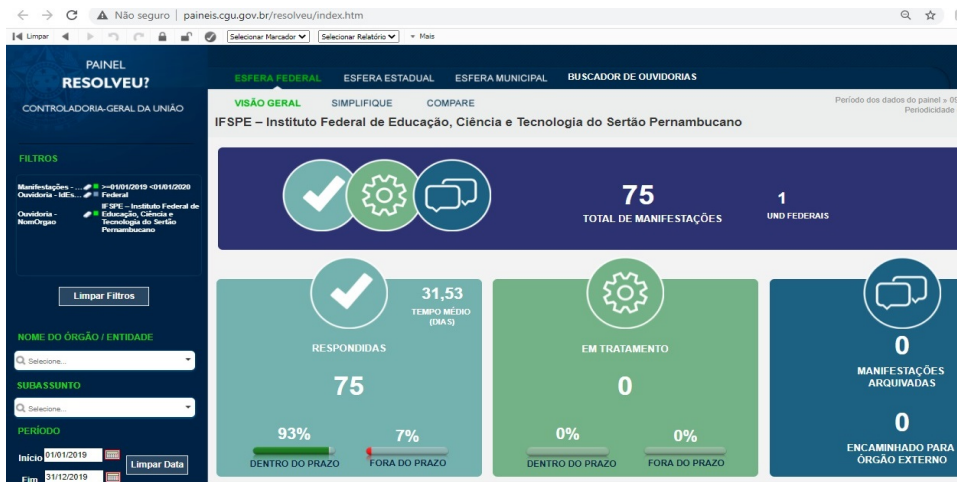 Não seguro | paineis.cgu.gov.br/resolveu/index.htm
Limpar Selecionar Marcador Selecionar Relatório Mais
PAINEL
RESOLVEU?
CONTROLADORIA-GERAL DA UNIÃO
FILTROS
Manifestações - ... >=01/01/2019 <01/01/2020
Ouvidoria - IdEs... Federal
Ouvidoria - NomOrgao
IFSPE – Instituto Federal de
Educação, Ciência e
Tecnologia do Sertão
Pernambucano
Limpar Filtros
NOME DO ÓRGÃO / ENTIDADE
Selecione...
SUBASSUNTO
Selecione...
PERÍODO
Início 01/01/2019
Limpar Data
Fim 31/12/2019
ESFERA FEDERAL ESFERA ESTADUAL ESFERA MUNICIPAL BUSCADOR DE OUVIDORIAS
VISÃO GERAL SIMPLIFIQUE COMPARE
Período dos dados do painel » 09
Periodicidade
IFSPE – Instituto Federal de Educação, Ciência e Tecnologia do Sertão Pernambucano
75
TOTAL DE MANIFESTAÇÕES
1
UND FEDERAIS
31,53
TEMPO MÉDIO
(DIAS)
RESPONDIDAS
75
93% 7%
DENTRO DO PRAZO FORA DO PRAZO
EM TRATAMENTO
0
0% 0%
DENTRO DO PRAZO FORA DO PRAZO
0
MANIFESTAÇÕES
ARQUIVADAS
0
ENCAMINHADO PARA
ÓRGÃO EXTERNO